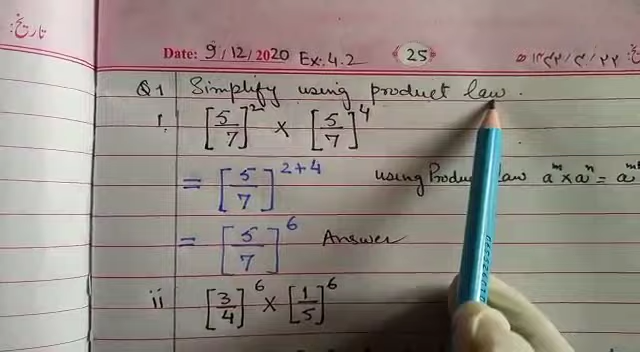 تاریخ:
Date: 9/12/2020 Ex:4.2 25
Q1 Simplify using product law.
1. [5/7]^2 × [5/7]^4
= [5/7]^{2+4} using Product law a^m × a^n = a^m
= [5/7]^6 Answer
ii [3/4]^6 × [1/5]^6